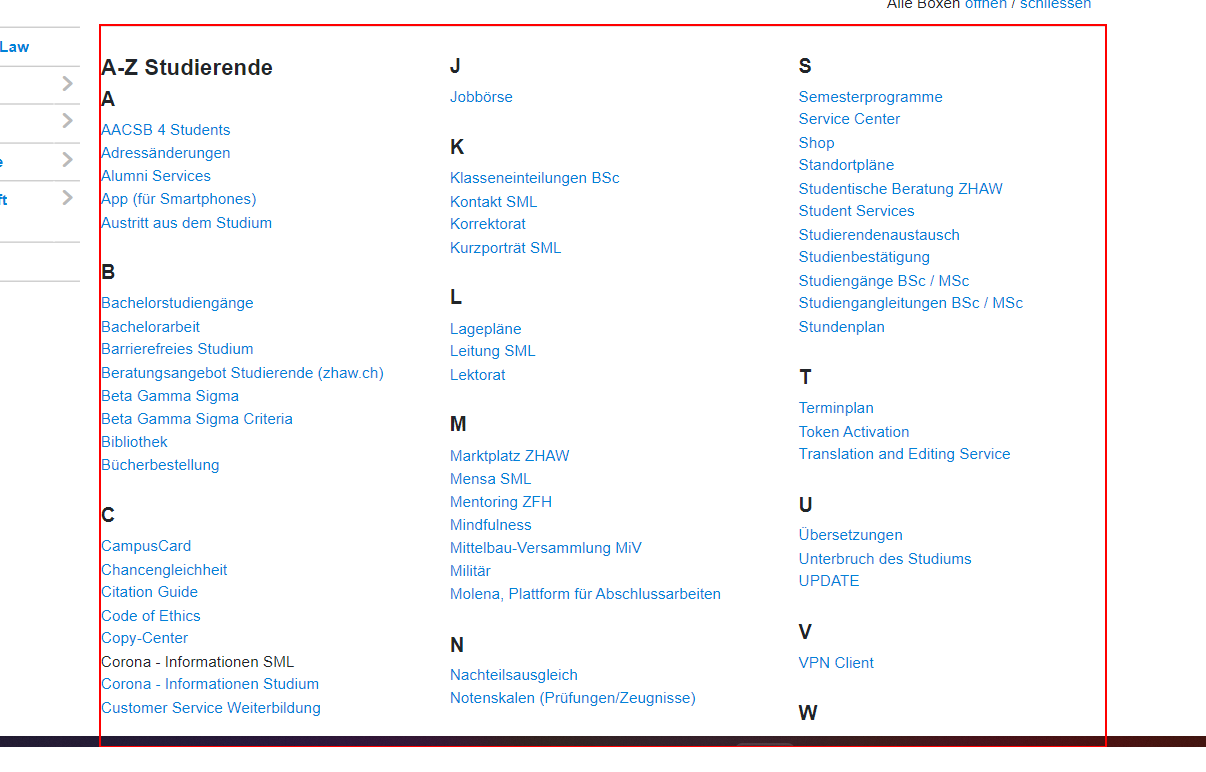 Alle Boxen öffnen / schliessen
Law
A-Z Studierende
A
AACSB 4 Students
Adressänderungen
Alumni Services
App (für Smartphones)
Austritt aus dem Studium
B
Bachelorstudiengänge
Bachelorarbeit
Barrierefreies Studium
Beratungsangebot Studierende (zhaw.ch)
Beta Gamma Sigma
Beta Gamma Sigma Criteria
Bibliothek
Bücherbestellung
C
CampusCard
Chancengleichheit
Citation Guide
Code of Ethics
Copy-Center
Corona - Informationen SML
Corona - Informationen Studium
Customer Service Weiterbildung
J
Jobbörse
K
Klasseneinteilungen BSc
Kontakt SML
Korrektorat
Kurzporträt SML
L
Lagepläne
Leitung SML
Lektorat
M
Marktplatz ZHAW
Mensa SML
Mentoring ZFH
Mindfulness
Mittelbau-Versammlung MiV
Militär
Molena, Plattform für Abschlussarbeiten
N
Nachteilsausgleich
Notenskalen (Prüfungen/Zeugnisse)
S
Semesterprogramme
Service Center
Shop
Standortpläne
Studentische Beratung ZHAW
Student Services
Studierendenaustausch
Studienbestätigung
Studiengänge BSc / MSc
Studiengangleitungen BSc / MSc
Stundenplan
T
Terminplan
Token Activation
Translation and Editing Service
U
Übersetzungen
Unterbruch des Studiums
UPDATE
V
VPN Client
W